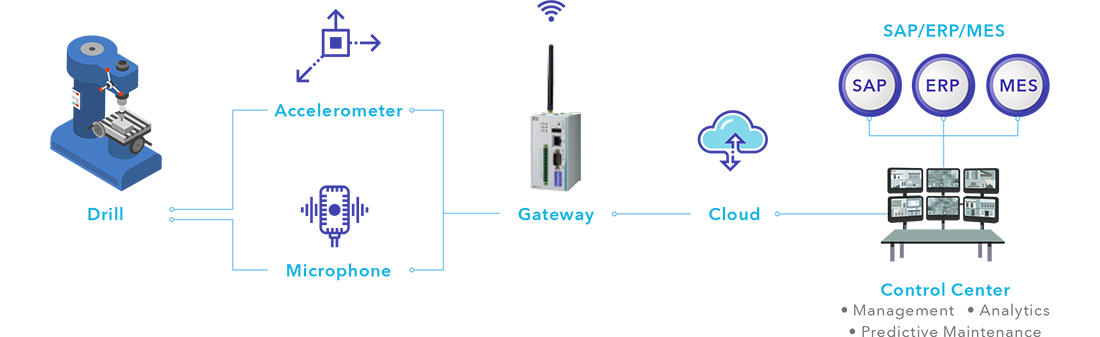 SAP/ERP/MES
SAP
ERP
MES
Accelerometer
Drill
Gateway
Cloud
Microphone
Control Center
• Management • Analytics
• Predictive Maintenance